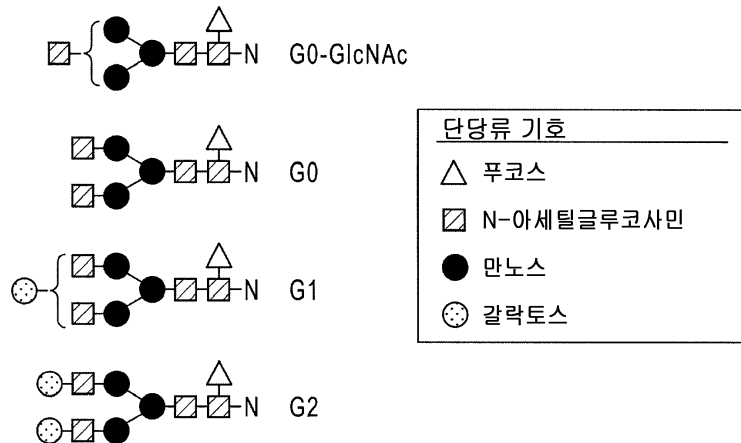 N G0-GlcNAc
N G0
N G1
N G2
단당류 기호
푸코스
N-아세틸글루코사민
만노스
갈락토스